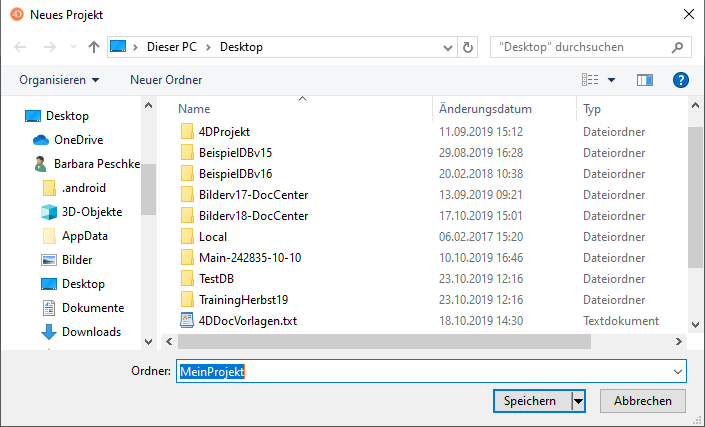 4D Neues Projekt
Dieser PC > Desktop
"Desktop" durchsuchen
Organisieren
Neuer Ordner
?
Desktop
OneDrive
Barbara Peschke
.android
3D-Objekte
AppData
Bilder
Desktop
Dokumente
Downloads
Name Änderungsdatum Typ
4DProjekt 11.09.2019 15:12 Dateiordner
BeispielDBv15 29.08.2019 16:28 Dateiordner
BeispielDBv16 20.02.2018 10:38 Dateiordner
Bilderv17-DocCenter 13.09.2019 09:21 Dateiordner
Bilderv18-DocCenter 17.10.2019 15:01 Dateiordner
Local 06.02.2017 15:20 Dateiordner
Main-242835-10-10 10.10.2019 16:46 Dateiordner
TestDB 23.10.2019 12:16 Dateiordner
TrainingHerbst19 23.10.2019 12:16 Dateiordner
4DDocVorlagen.txt 18.10.2019 14:30 Textdokument
Ordner: MeinProjekt
Speichern
Abbrechen